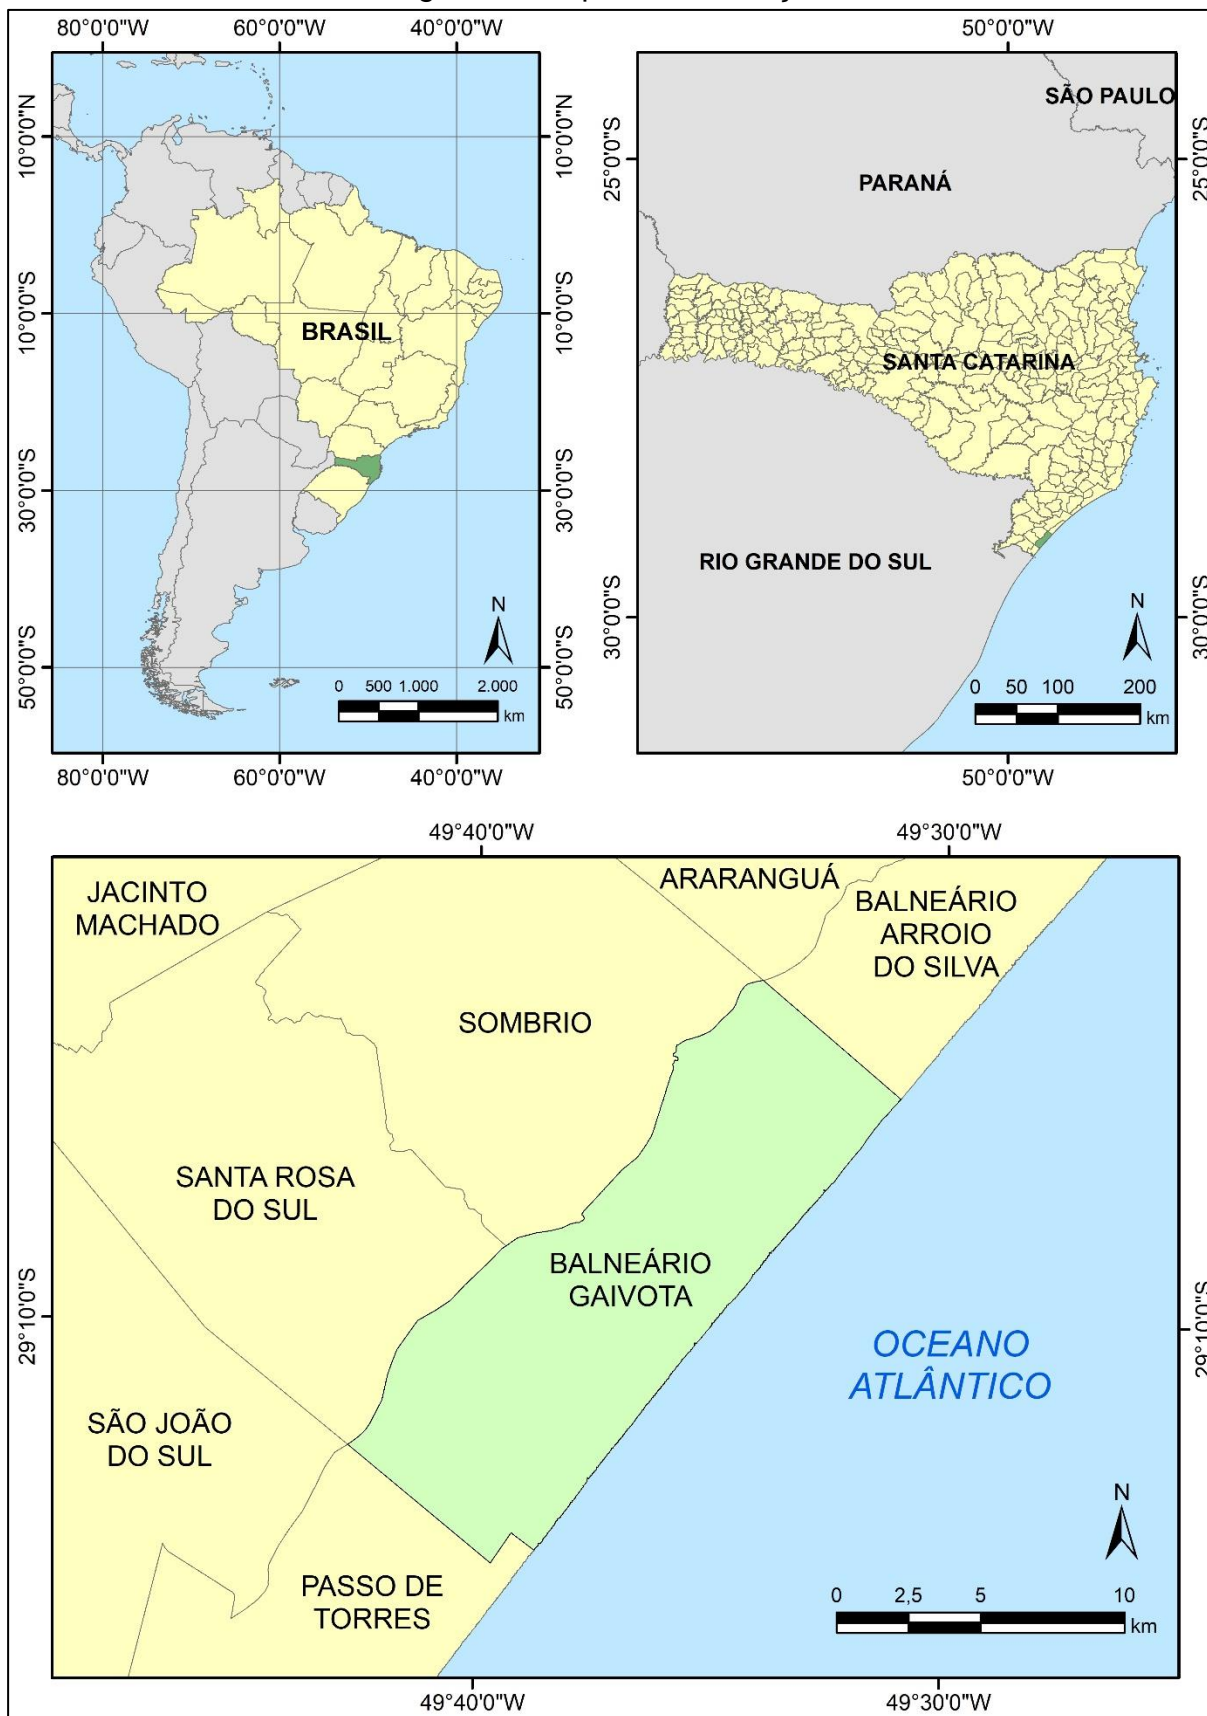 80°0'0"W 60°0'0"W 40°0'0"W
10°0'0"N 10°0'0"N
10°0'0"S 10°0'0"S
30°0'0"S 30°0'0"S
50°0'0"S 50°0'0"S
BRASIL
N
0 500 1.000 2.000
km
80°0'0"W 60°0'0"W 40°0'0"W
50°0'0"W
25°0'0"S 25°0'0"S
30°0'0"S 30°0'0"S
SÃO PAULO
PARANÁ
SANTA CATARINA
RIO GRANDE DO SUL
N
0 50 100 200
km
50°0'0"W
49°40'0"W 49°30'0"W
JACINTO
MACHADO
ARARANGUÁ
BALNEÁRIO
ARROIO
DO SILVA
SOMBRIO
SANTA ROSA
DO SUL
BALNEÁRIO
GAIVOTA
29°10'0"S 29°10'0"S
OCEANO
ATLÂNTICO
SÃO JOÃO
DO SUL
PASSO DE
TORRES
N
0 2,5 5 10
km
49°40'0"W 49°30'0"W